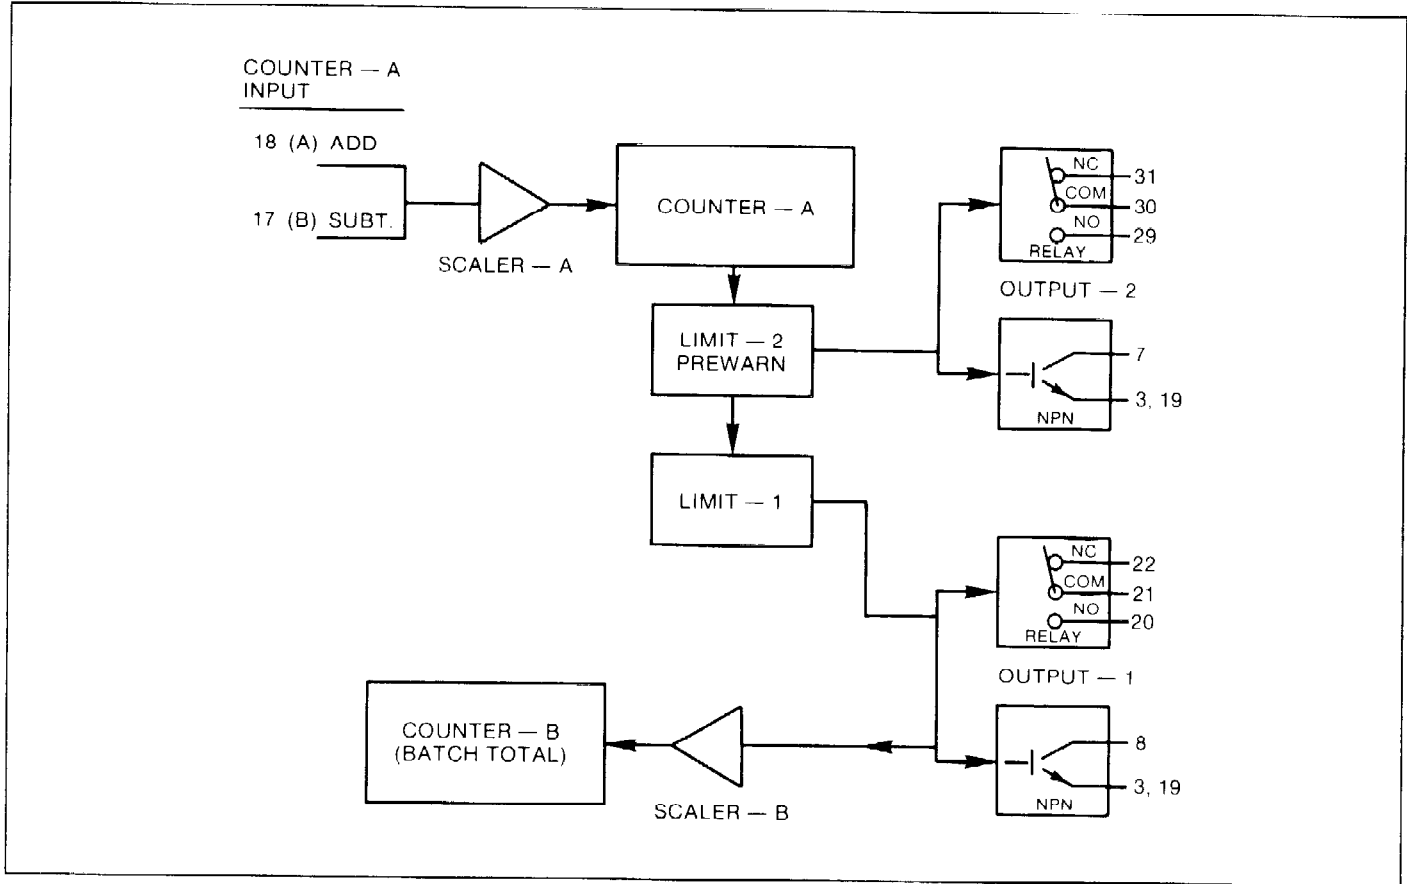 COUNTER — A
INPUT
18 (A) ADD
17 (B) SUBT.
SCALER — A
COUNTER — A
LIMIT — 2
PREWARN
LIMIT — 1
NC
31
COM
30
NO
29
RELAY
OUTPUT — 2
7
3, 19
NPN
NC
22
COM
21
NO
20
RELAY
OUTPUT — 1
8
3, 19
NPN
COUNTER — B
(BATCH TOTAL)
SCALER — B